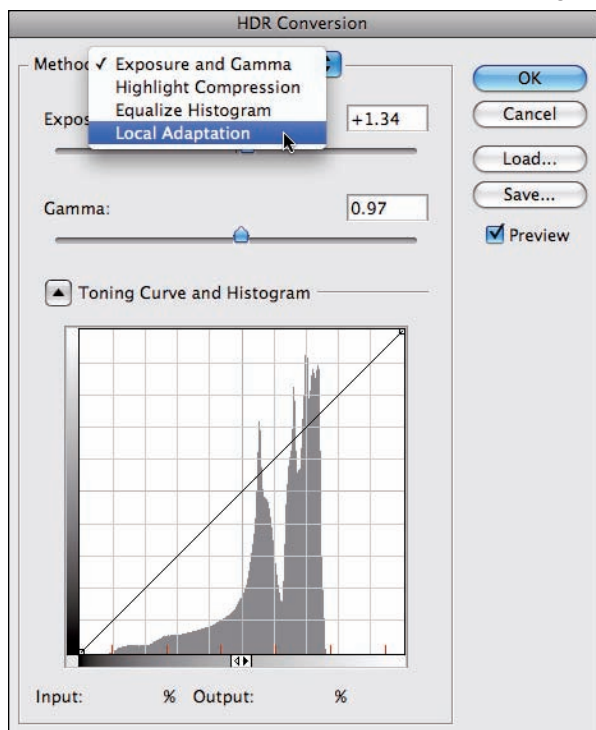 HDR Conversion
Method
✓ Exposure and Gamma
Highlight Compression
Equalize Histogram
Local Adaptation
+1.34
Gamma:
0.97
Toning Curve and Histogram
Input: % Output: %
OK
Cancel
Load...
Save...
Preview